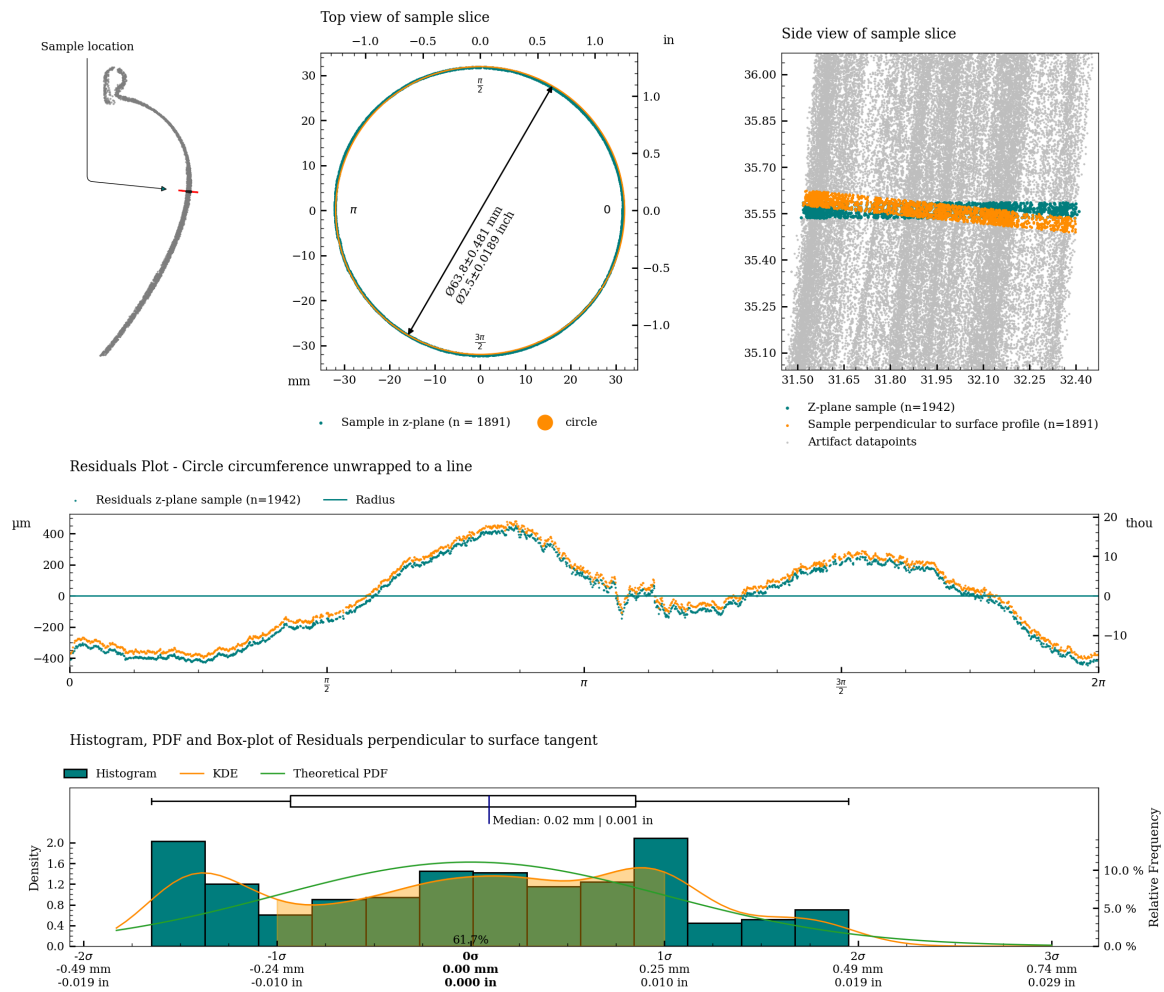 Sample location
Top view of sample slice
−1.0 −0.5 0.0 0.5 1.0 in
30
20
10
0
−10
−20
−30
1.0
0.5
0.0
−0.5
−1.0
π/2
π
0
3π/2
Ø63.8±0.481 mm
Ø2.5±0.0189 inch
mm −30 −20 −10 0 10 20 30
Sample in z-plane (n = 1891) circle
Side view of sample slice
36.00
35.85
35.70
35.55
35.40
35.25
35.10
31.50 31.65 31.80 31.95 32.10 32.25 32.40
Z-plane sample (n=1942)
Sample perpendicular to surface profile (n=1891)
Artifact datapoints
Residuals Plot - Circle circumference unwrapped to a line
Residuals z-plane sample (n=1942) Radius
µm
400
200
0
−200
−400
thou
20
10
0
−10
0 π/2 π 3π/2 2π
Histogram, PDF and Box-plot of Residuals perpendicular to surface tangent
Histogram KDE Theoretical PDF
Median: 0.02 mm | 0.001 in
Density
2.0
1.6
1.2
0.8
0.4
0.0
61.7%
Relative Frequency
10.0 %
5.0 %
0.0 %
-2σ -1σ 0σ 1σ 2σ 3σ
-0.49 mm -0.24 mm 0.00 mm 0.25 mm 0.49 mm 0.74 mm
-0.019 in -0.010 in 0.000 in 0.010 in 0.019 in 0.029 in